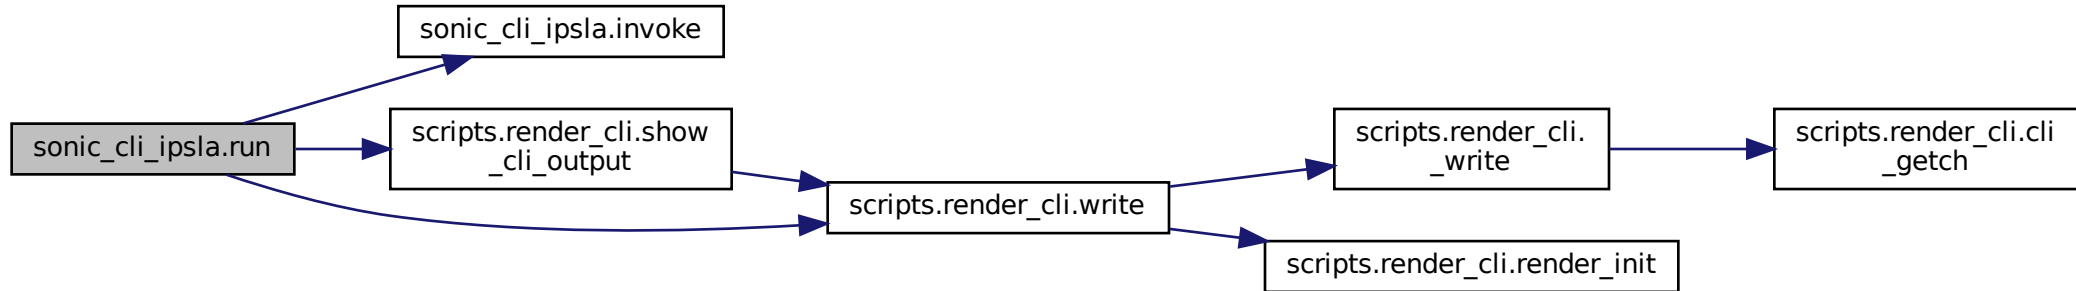 sonic_cli_ipsla.run
sonic_cli_ipsla.invoke
scripts.render_cli.show
_cli_output
scripts.render_cli.write
scripts.render_cli.
_write
scripts.render_cli.cli
_getch
scripts.render_cli.render_init